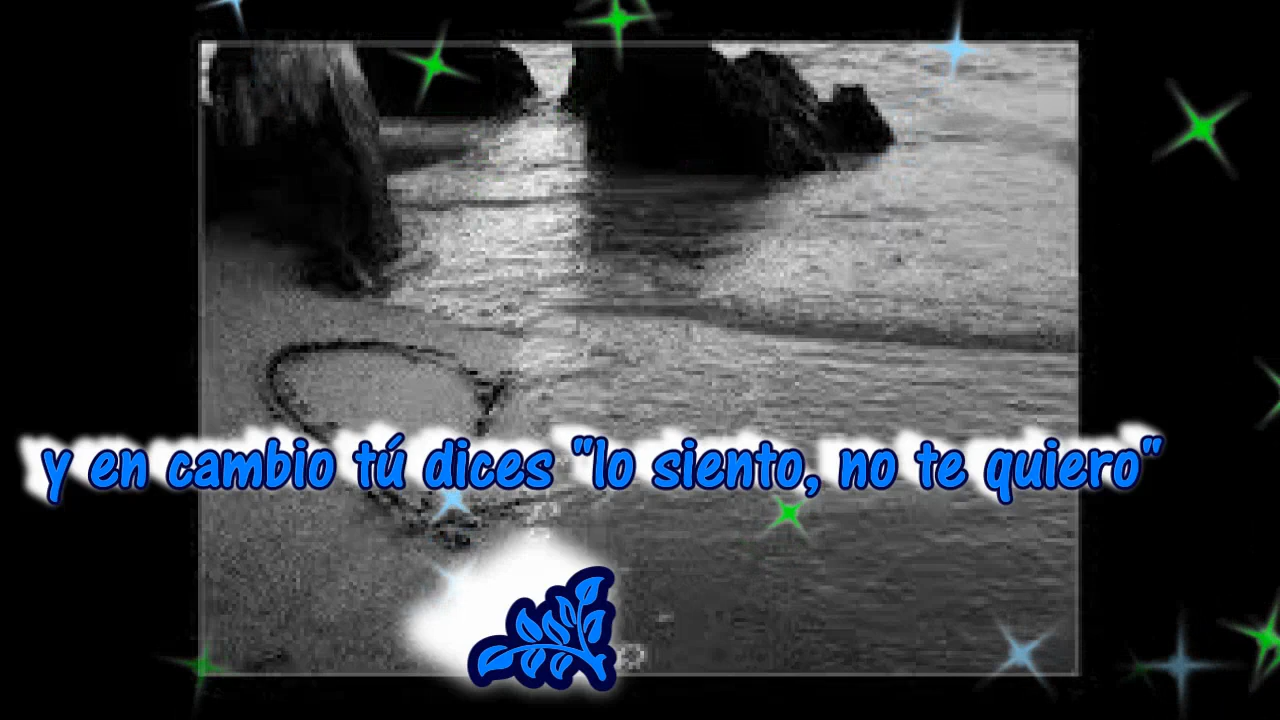 y en cambio tú dices "lo siento, no te quiero"